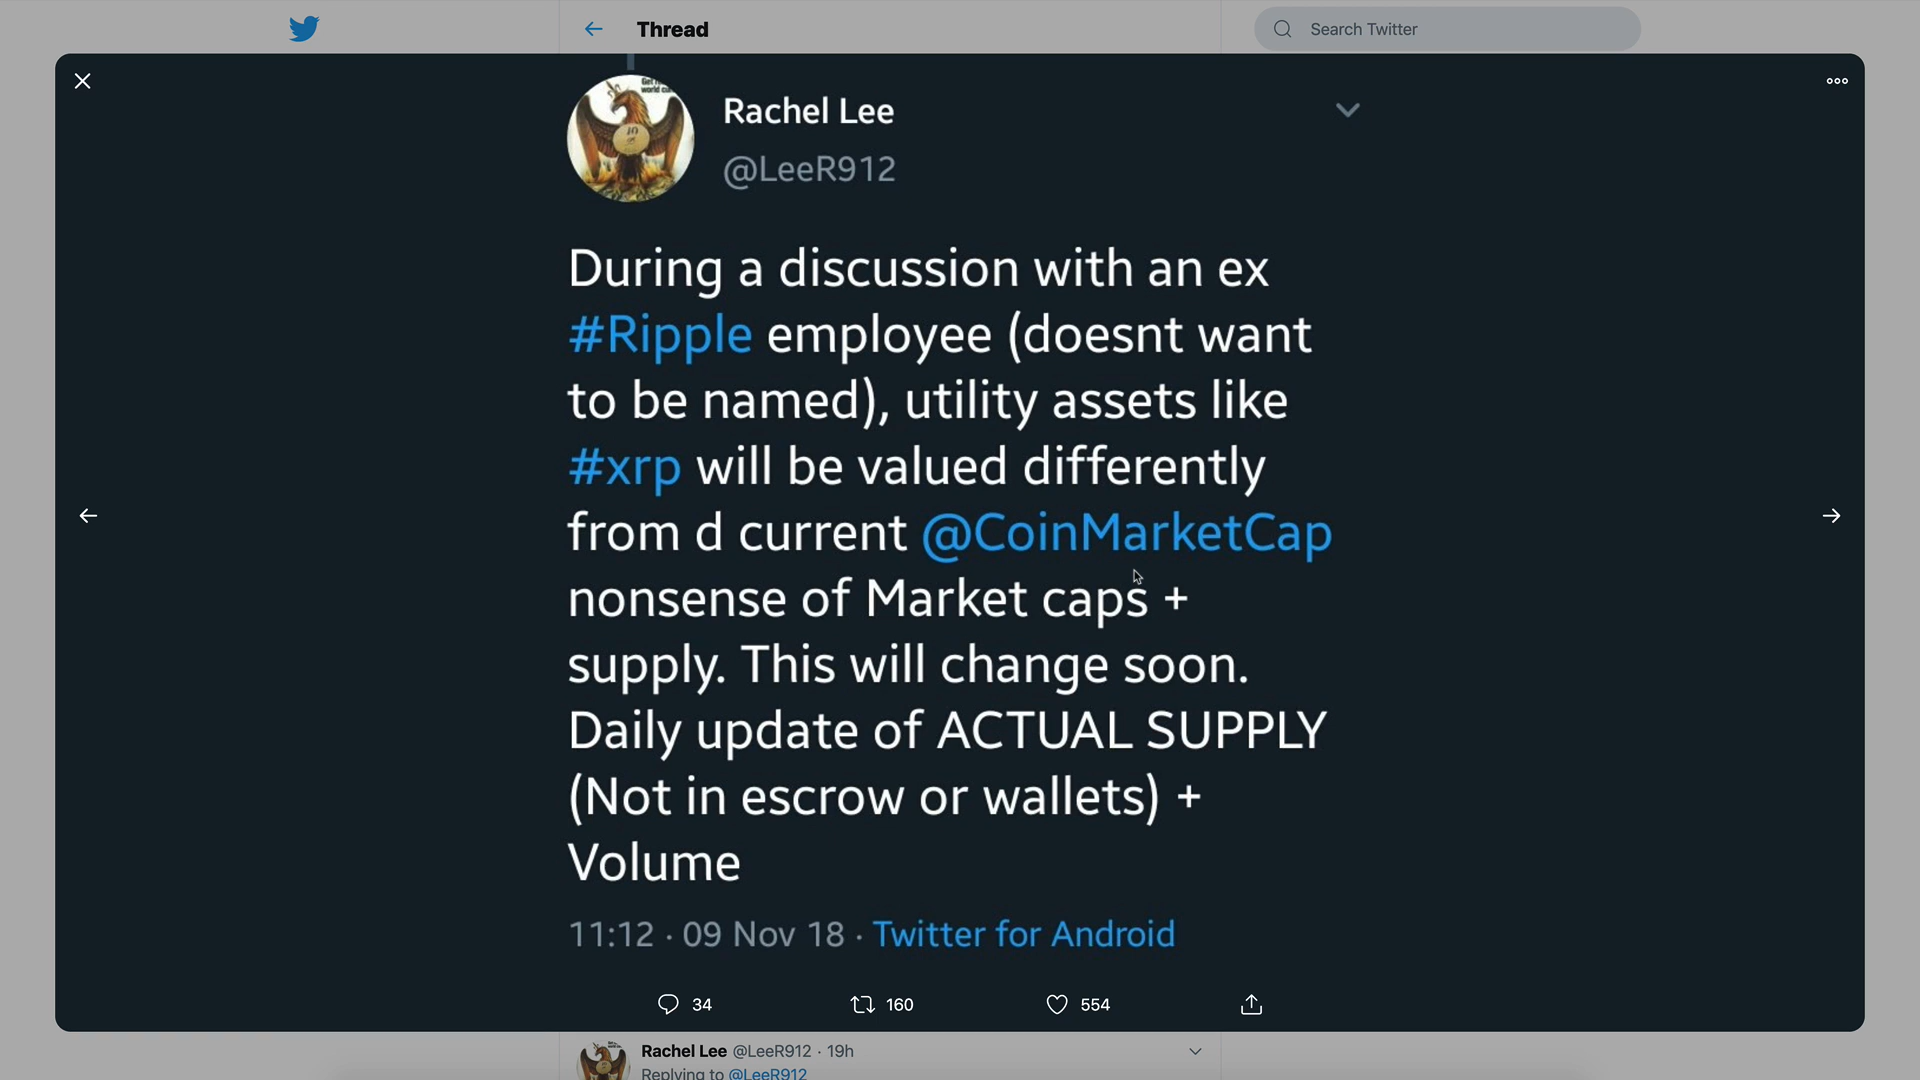 Thread
Search Twitter
Rachel Lee
@LeeR912
During a discussion with an ex
#Ripple employee (doesnt want
to be named), utility assets like
#xrp will be valued differently
from d current @CoinMarketCap
nonsense of Market caps +
supply. This will change soon.
Daily update of ACTUAL SUPPLY
(Not in escrow or wallets) +
Volume
11:12 · 09 Nov 18 · Twitter for Android
34 160 554
Rachel Lee @LeeR912 · 19h
Replying to @LeeR912